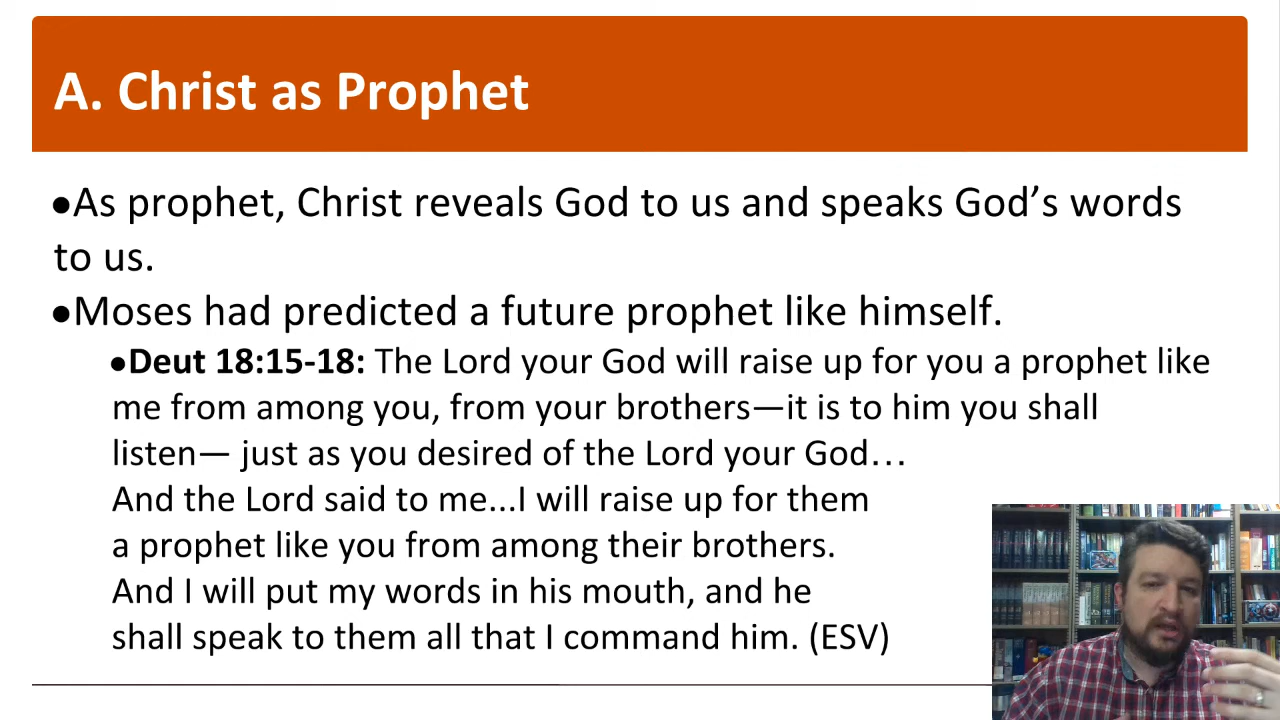 A. Christ as Prophet
●As prophet, Christ reveals God to us and speaks God’s words
to us.
●Moses had predicted a future prophet like himself.
●Deut 18:15-18: The Lord your God will raise up for you a prophet like
me from among you, from your brothers—it is to him you shall
listen— just as you desired of the Lord your God…
And the Lord said to me...I will raise up for them
a prophet like you from among their brothers.
And I will put my words in his mouth, and he
shall speak to them all that I command him. (ESV)